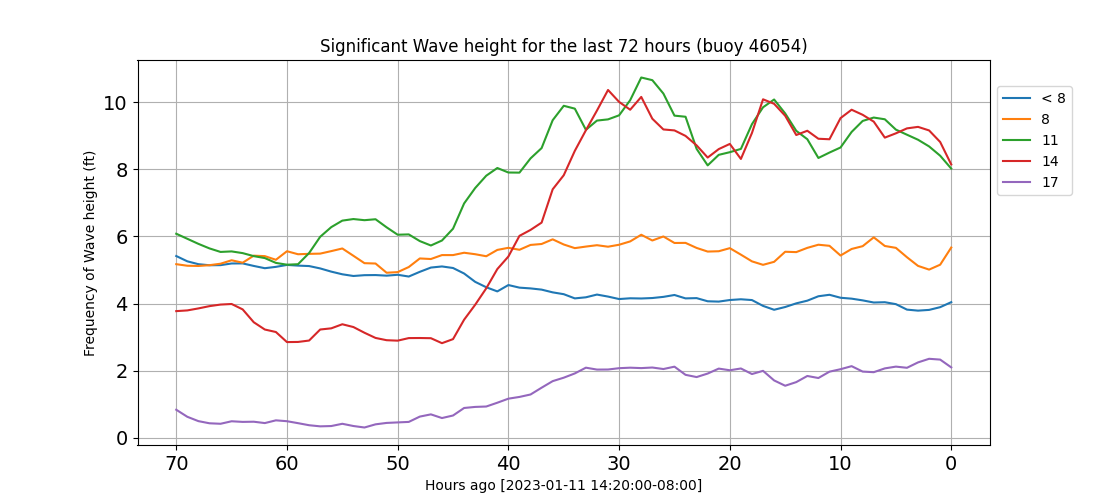 Significant Wave height for the last 72 hours (buoy 46054)
Frequency of Wave height (ft)
10
8
6
4
2
0
70 60 50 40 30 20 10 0
Hours ago [2023-01-11 14:20:00-08:00]
< 8
8
11
14
17